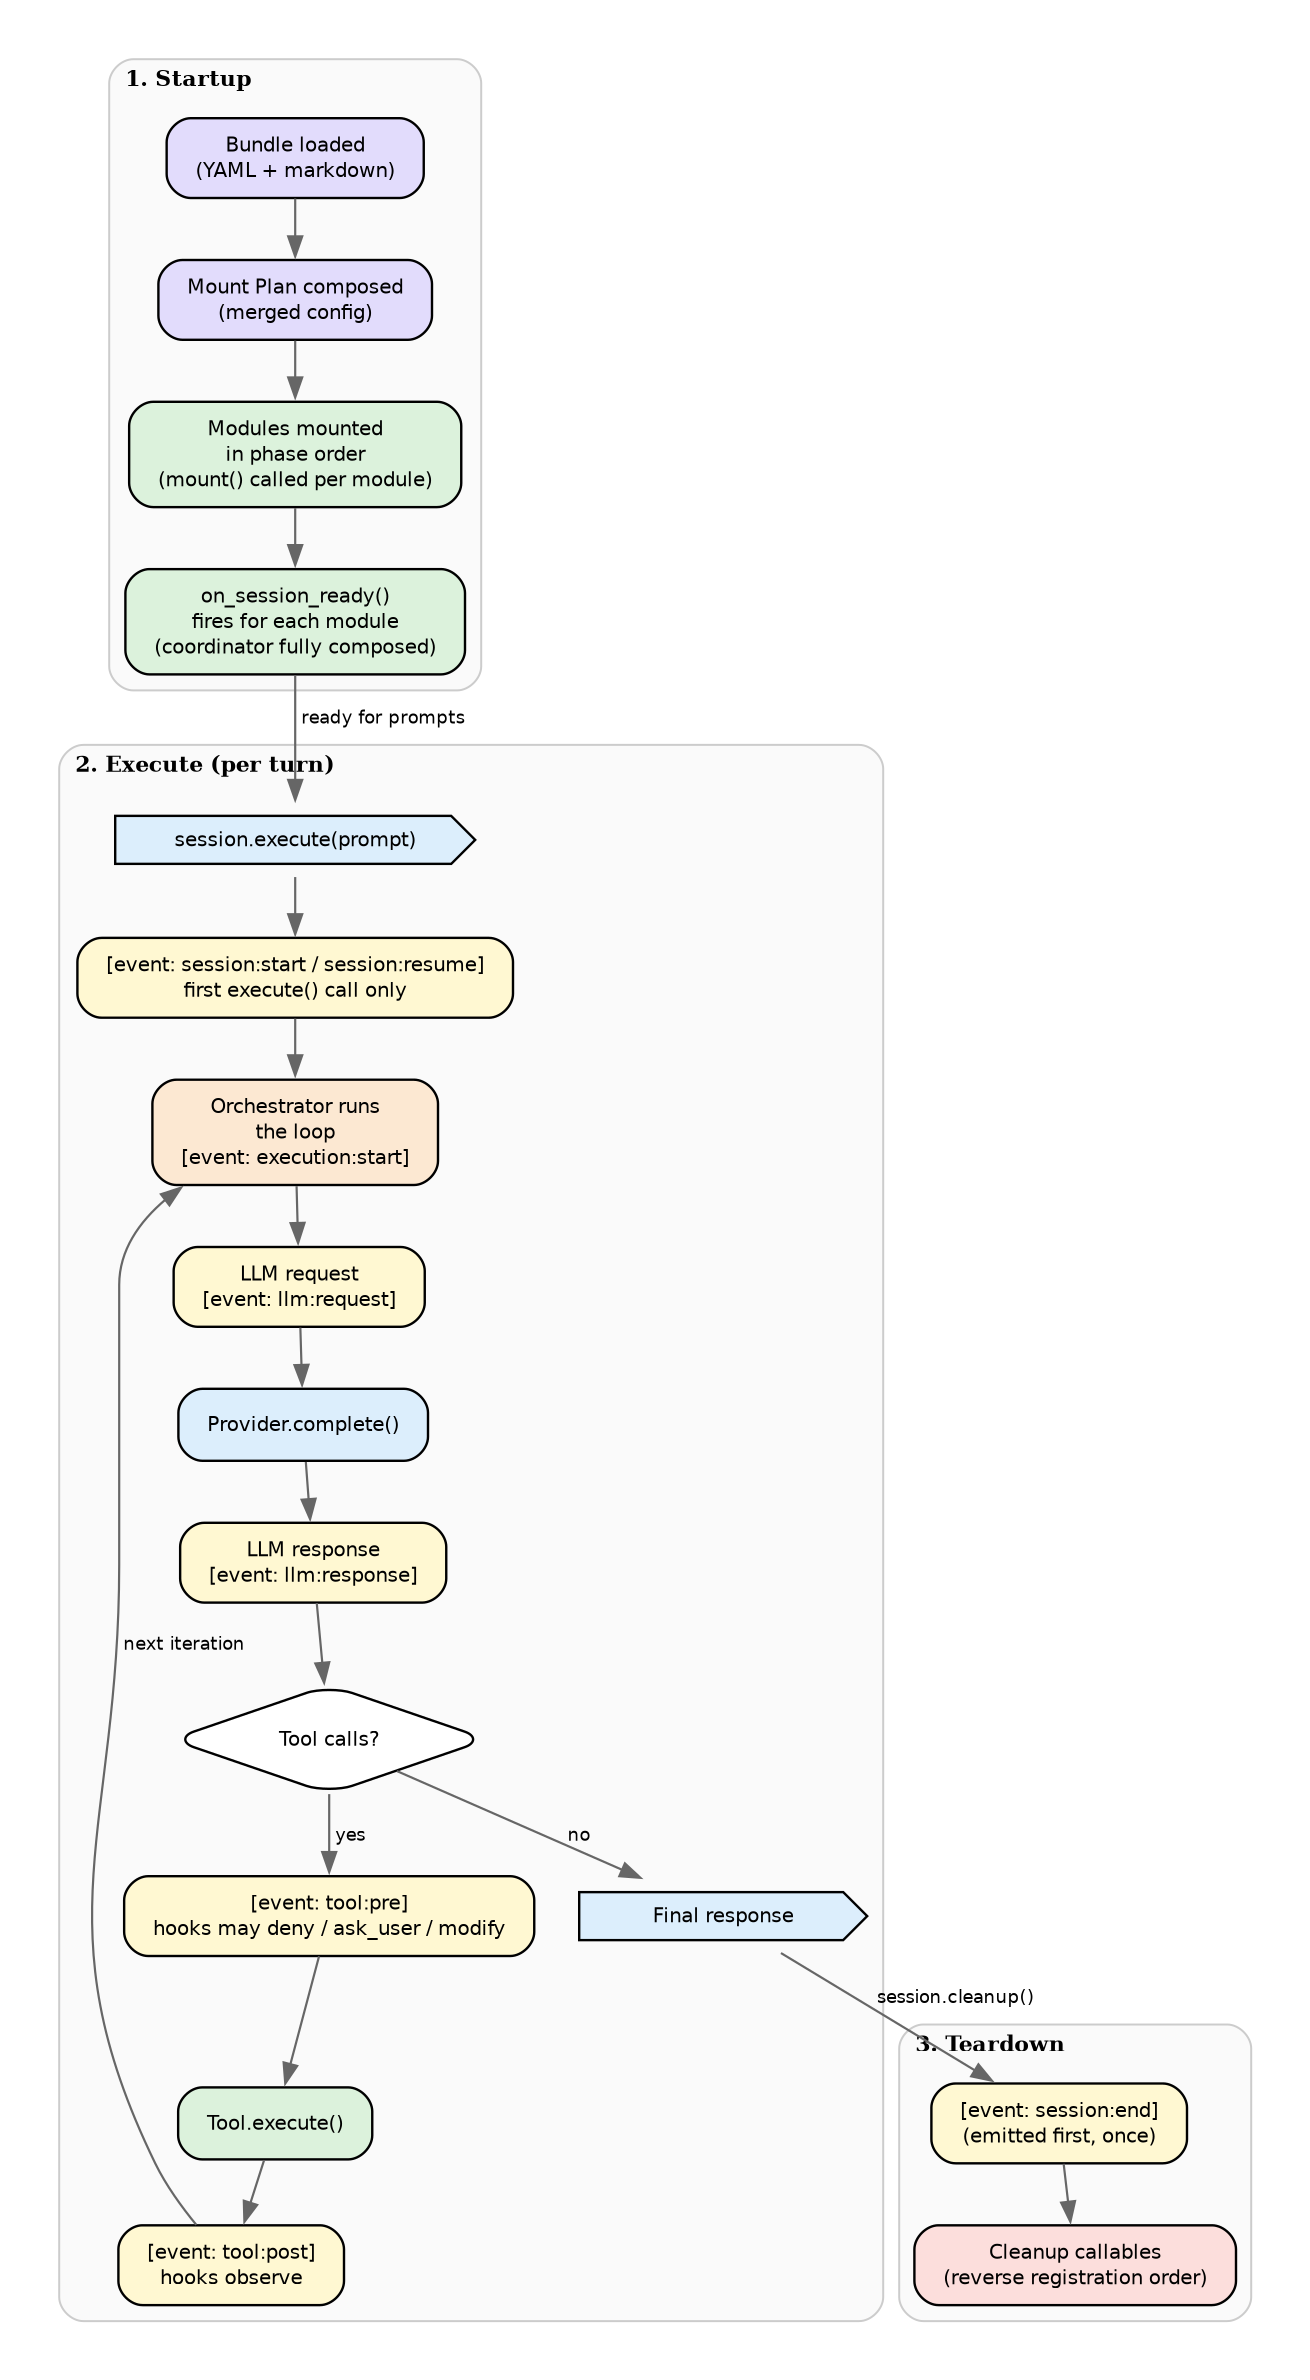 1. Startup
Bundle loaded
(YAML + markdown)
Mount Plan composed
(merged config)
Modules mounted
in phase order
(mount() called per module)
on_session_ready()
fires for each module
(coordinator fully composed)
ready for prompts
2. Execute (per turn)
session.execute(prompt)
[event: session:start / session:resume]
first execute() call only
Orchestrator runs
the loop
[event: execution:start]
LLM request
[event: llm:request]
Provider.complete()
LLM response
[event: llm:response]
next iteration
Tool calls?
yes
no
[event: tool:pre]
hooks may deny / ask_user / modify
Final response
session.cleanup()
Tool.execute()
[event: tool:post]
hooks observe
3. Teardown
[event: session:end]
(emitted first, once)
Cleanup callables
(reverse registration order)